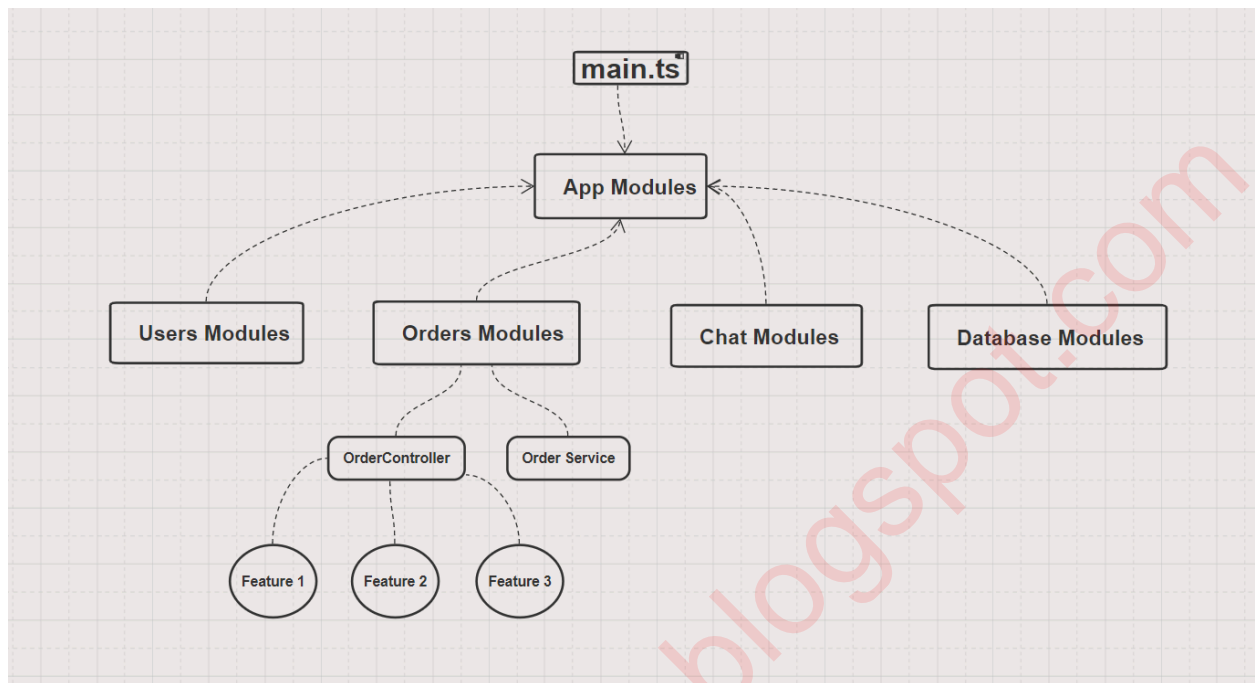 main.ts
App Modules
Users Modules
Orders Modules
Chat Modules
Database Modules
OrderController
Order Service
Feature 1
Feature 2
Feature 3
blogspot.com